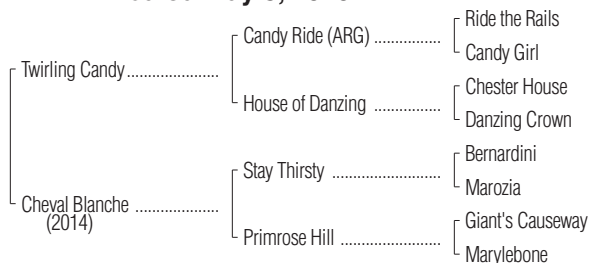 Ride the Rails
Candy Ride (ARG) ................
Candy Girl
Twirling Candy ......................
Chester House
House of Danzing ................
Danzing Crown
Bernardini
Stay Thirsty ..........................
Marozia
Cheval Blanche ....................
(2014)
Giant's Causeway
Primrose Hill ........................
Marylebone